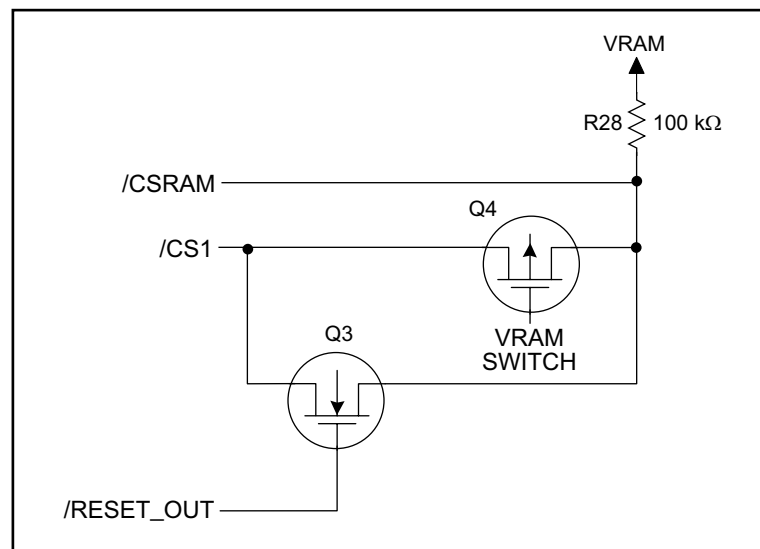 VRAM
R28 100 kΩ
/CSRAM
Q4
/CS1
VRAM
SWITCH
Q3
/RESET_OUT